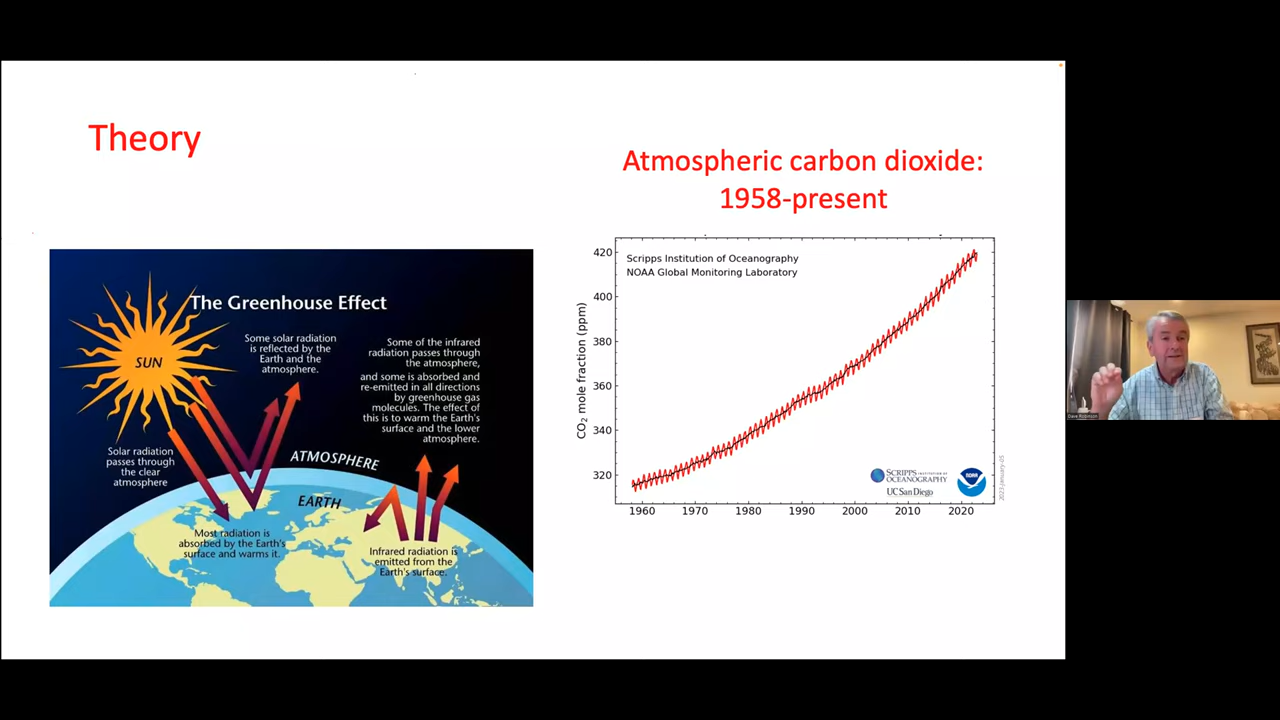 Theory
Atmospheric carbon dioxide:
1958-present
The Greenhouse Effect
SUN
Some solar radiation
is reflected by the
Earth and the
atmosphere.
Some of the infrared
radiation passes through
the atmosphere,
and some is absorbed and
re-emitted in all directions
by greenhouse gas
molecules. The effect of
this is to warm the Earth's
surface and the lower
atmosphere.
Solar radiation
passes through
the clear
atmosphere
ATMOSPHERE
EARTH
Most radiation is
absorbed by the Earth's
surface and warms it.
Infrared radiation is
emitted from the
Earth's surface.
Scripps Institution of Oceanography
NOAA Global Monitoring Laboratory
CO2 mole fraction (ppm)
420
400
380
360
340
320
1960 1970 1980 1990 2000 2010 2020
SCRIPPS INSTITUTION OF
OCEANOGRAPHY
UC San Diego
NOAA
2023-January-05
Dave Robinson